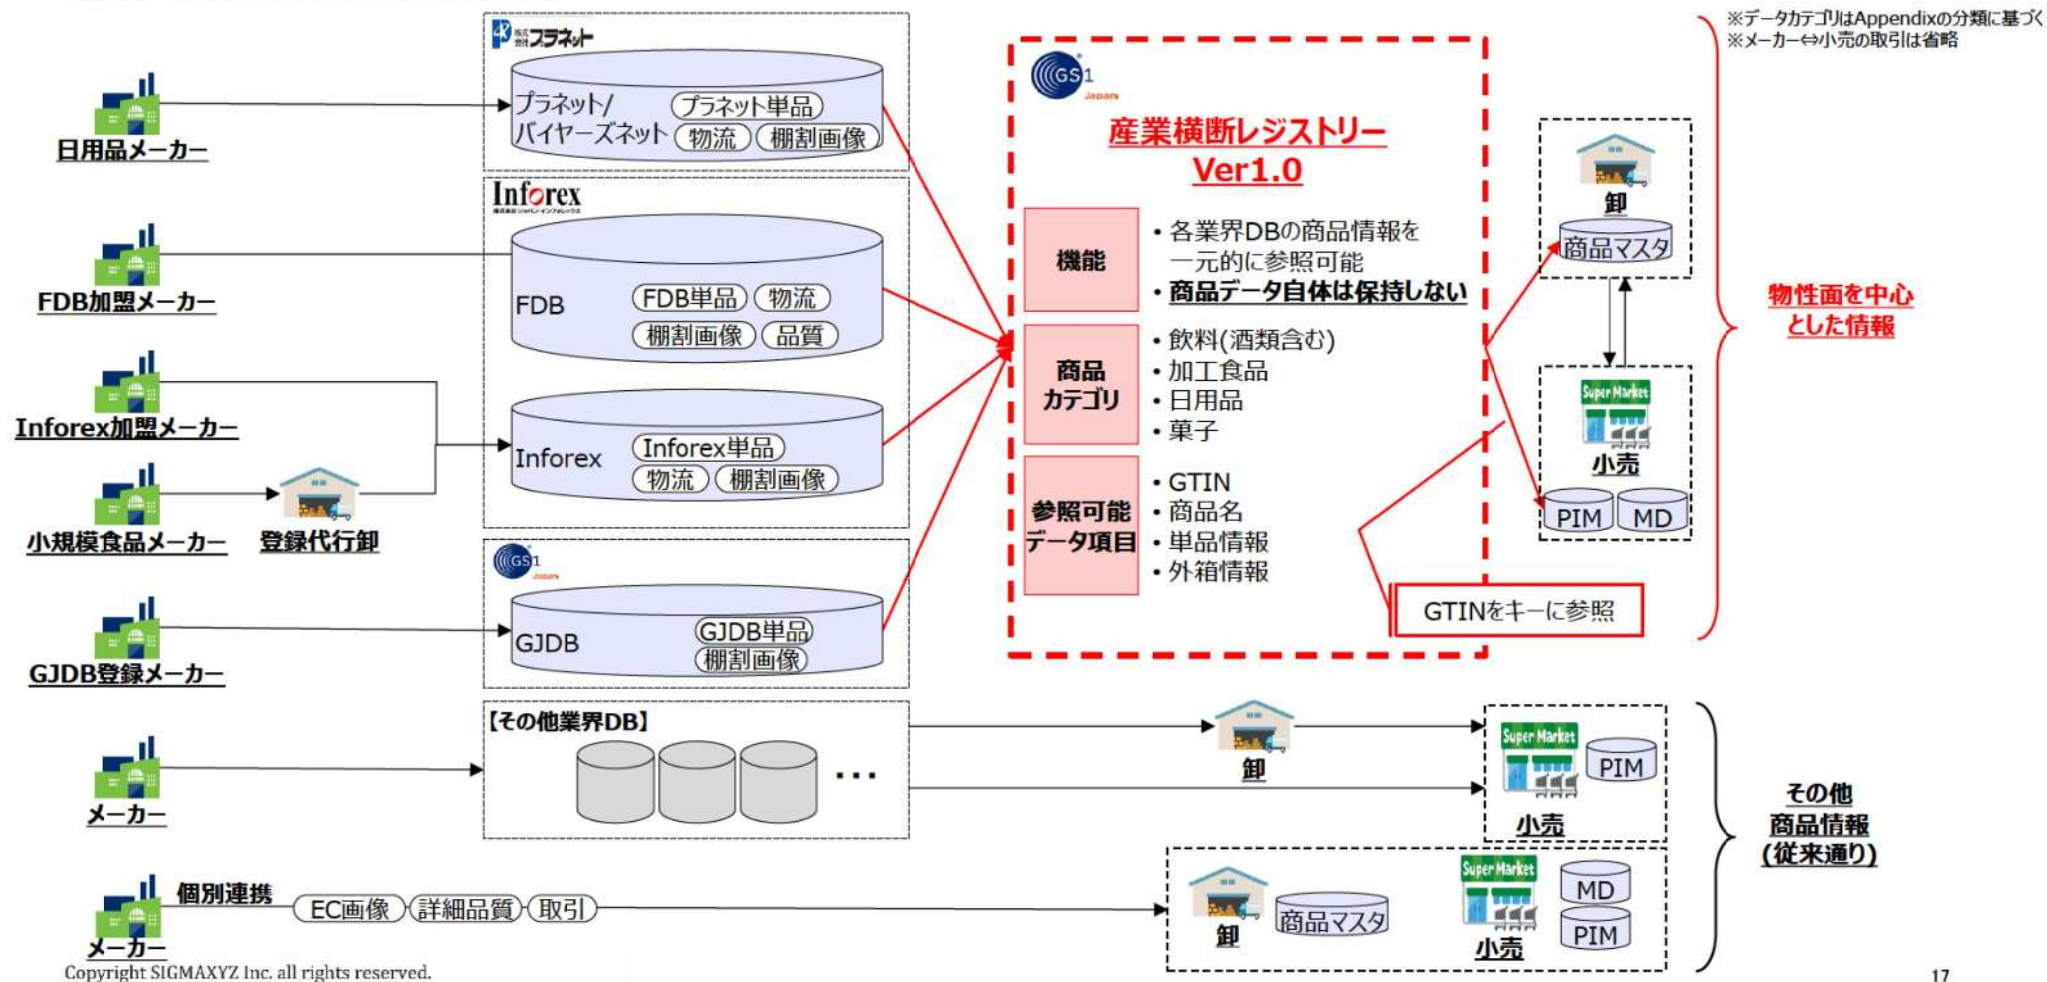 ※データカテゴリはAppendixの分類に基づく
※メーカー⇔小売の取引は省略
株式会社プラネット
プラネット/
バイヤーズネット
プラネット単品
物流
棚割画像
日用品メーカー
Inforex
FDB
FDB単品
物流
棚割画像
品質
FDB加盟メーカー
Inforex
Inforex単品
物流
棚割画像
Inforex加盟メーカー
小規模食品メーカー
登録代行卸
GS1
Japan
GJDB
GJDB単品
棚割画像
GJDB登録メーカー
GS1
Japan
産業横断レジストリー
Ver1.0
機能
・各業界DBの商品情報を
一元的に参照可能
・商品データ自体は保持しない
商品
カテゴリ
・飲料(酒類含む)
・加工食品
・日用品
・菓子
参照可能
データ項目
・GTIN
・商品名
・単品情報
・外箱情報
GTINをキーに参照
卸
商品マスタ
Super Market
小売
PIM
MD
物性面を中心
とした情報
【その他業界DB】
・・・
メーカー
卸
Super Market
PIM
小売
その他
商品情報
(従来通り)
個別連携
EC画像
詳細品質
取引
メーカー
卸
商品マスタ
Super Market
小売
MD
PIM
Copyright SIGMAXYZ Inc. all rights reserved.
17